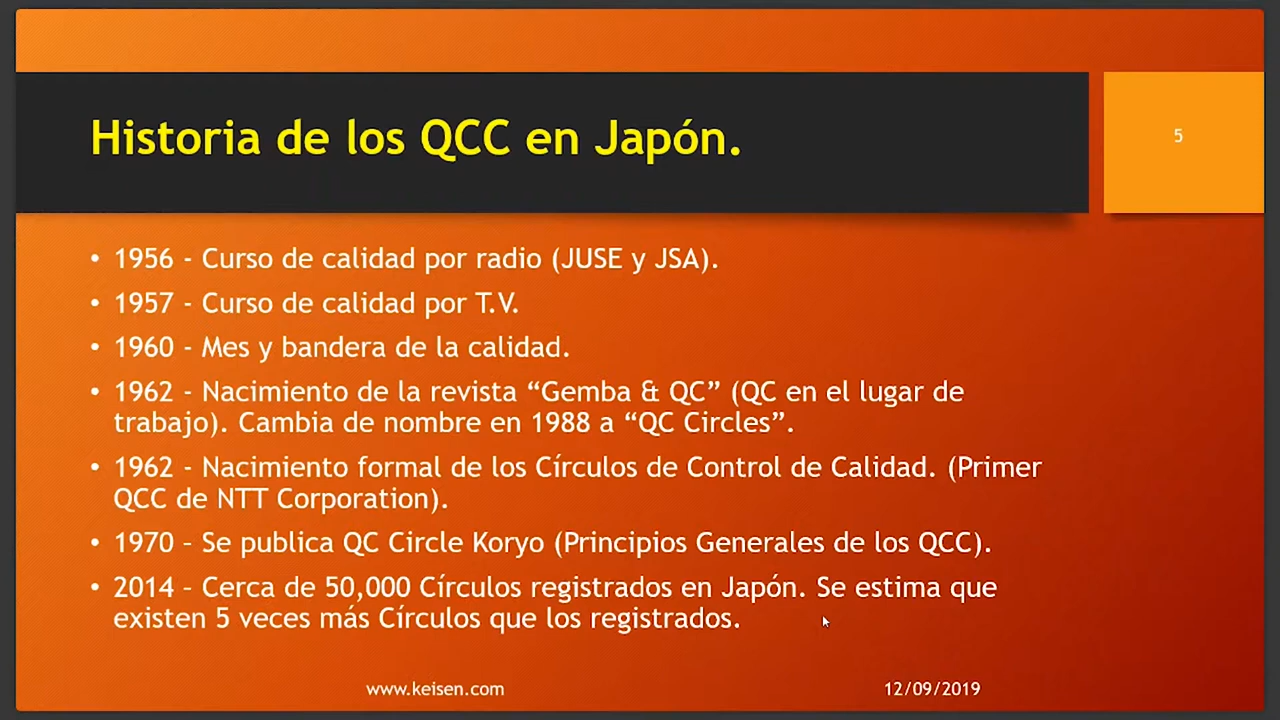 Historia de los QCC en Japón.
5
• 1956 - Curso de calidad por radio (JUSE y JSA).
• 1957 - Curso de calidad por T.V.
• 1960 - Mes y bandera de la calidad.
• 1962 - Nacimiento de la revista “Gemba & QC” (QC en el lugar de
trabajo). Cambia de nombre en 1988 a “QC Circles”.
• 1962 - Nacimiento formal de los Círculos de Control de Calidad. (Primer
QCC de NTT Corporation).
• 1970 – Se publica QC Circle Koryo (Principios Generales de los QCC).
• 2014 – Cerca de 50,000 Círculos registrados en Japón. Se estima que
existen 5 veces más Círculos que los registrados.
www.keisen.com
12/09/2019